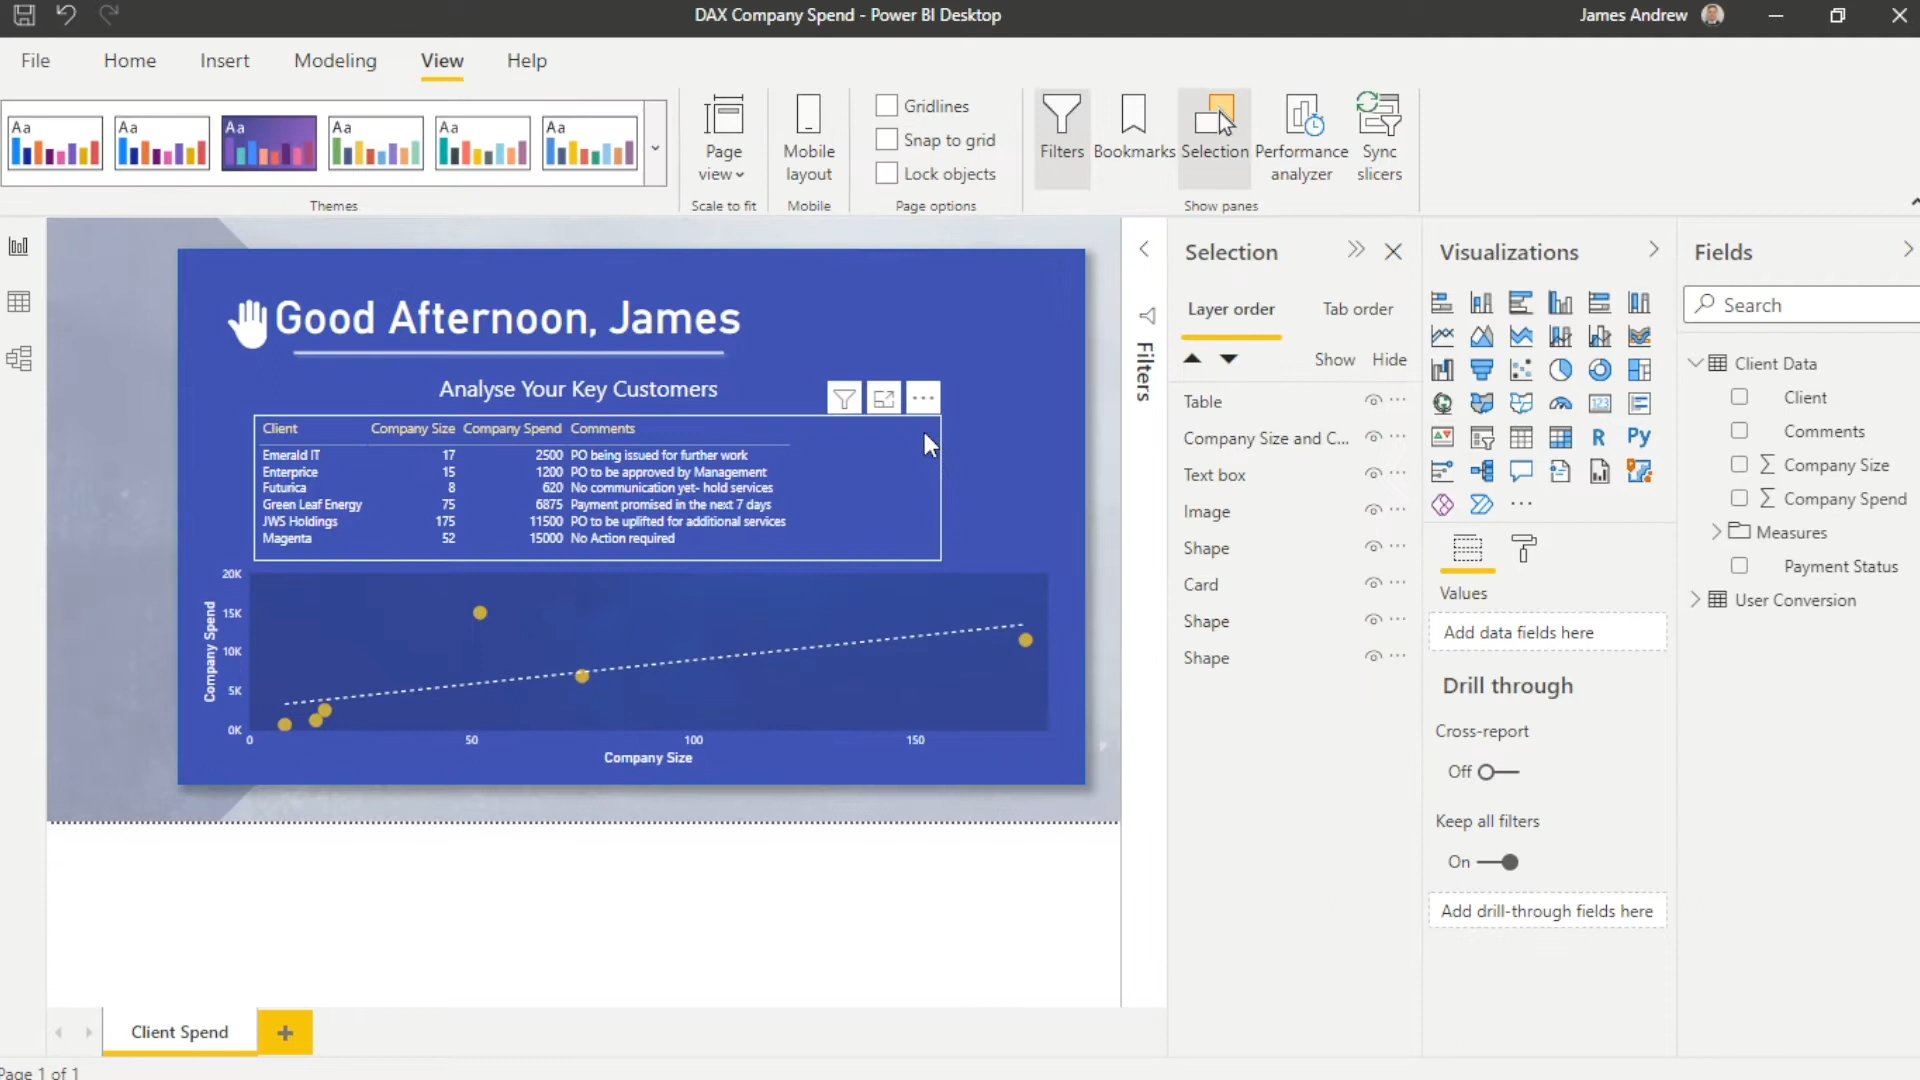 DAX Company Spend - Power BI Desktop
James Andrew
File Home Insert Modeling View Help
Aa Aa Aa Aa Aa Aa
Themes
Page view
Scale to fit
Mobile layout
Mobile
Gridlines
Snap to grid
Lock objects
Page options
Filters
Bookmarks
Selection
Performance analyzer
Sync slicers
Show panes
Good Afternoon, James
Analyse Your Key Customers
Client Company Size Company Spend Comments
Emerald IT 17 2500 PO being issued for further work
Enterprice 15 1200 PO to be approved by Management
Futurica 8 620 No communication yet- hold services
Green Leaf Energy 75 6875 Payment promised in the next 7 days
JWS Holdings 175 11500 PO to be uplifted for additional services
Magenta 52 15000 No Action required
Company Spend
20K
15K
10K
5K
0K
0 50 100 150
Company Size
Filters
Selection
Layer order Tab order
Show Hide
Table
Company Size and C...
Text box
Image
Shape
Card
Shape
Shape
Visualizations
123
R
Py
Values
Add data fields here
Drill through
Cross-report
Off
Keep all filters
On
Add drill-through fields here
Fields
Search
Client Data
Client
Comments
Σ Company Size
Σ Company Spend
Measures
Payment Status
User Conversion
Client Spend +
Page 1 of 1